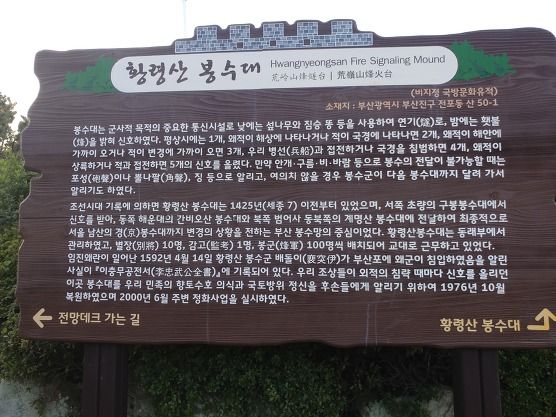 황령산 봉수대
Hwangnyeongsan Fire Signaling Mound
荒岭山烽燧台 | 荒嶺山烽火台
(비지정 국방문화유적)
소재지 : 부산광역시 부산진구 전포동 산 50-1
봉수대는 군사적 목적의 중요한 통신시설로 낮에는 섶나무와 짐승 똥 등을 사용하여 연기(燧)로, 밤에는 횃불
(烽)을 밝혀 신호하였다. 평상시에는 1개, 왜적이 해상에 나타나거나 적이 국경에 나타나면 2개, 왜적이 해안에
가까이 오거나 적이 변경에 가까이 오면 3개, 우리 병선(兵船)과 접전하거나 국경을 침범하면 4개, 왜적이
상륙하거나 적과 접전하면 5개의 신호를 올렸다. 만약 안개·구름·비·바람 등으로 봉수의 전달이 불가능할 때는
포성(砲聲)이나 뿔나팔(角聲), 징 등으로 알리고, 여의치 않을 경우 봉수군이 다음 봉수대까지 달려 가서
알리기도 하였다.
조선시대 기록에 의하면 황령산 봉수대는 1425년(세종 7) 이전부터 있었으며, 서쪽 초량의 구봉봉수대에서
신호를 받아, 동쪽 해운대의 간비오산 봉수대와 북쪽 범어사 동북쪽의 계명산 봉수대에 전달하여 최종적으로
서울 남산의 경(京)봉수대까지 변경의 상황을 전하는 부산 봉수망의 중심이었다. 황령산봉수대는 동래부에서
관리하였고, 별장(別將) 10명, 감고(監考) 1명, 봉군(烽軍) 100명씩 배치되어 교대로 근무하고 있었다.
임진왜란이 일어난 1592년 4월 14일 황령산 봉수군 배돌이(裵突伊)가 부산포에 왜군이 침입하였음을 알린
사실이 『이충무공전서(李忠武公全書)』에 기록되어 있다. 우리 조상들이 외적의 침략 때마다 신호를 올리던
이곳 봉수대를 우리 민족의 향토수호 의식과 국토방위 정신을 후손들에게 알리기 위하여 1976년 10월
복원하였으며 2000년 6월 주변 정화사업을 실시하였다.
← 전망데크 가는 길
황령산 봉수대 ↗